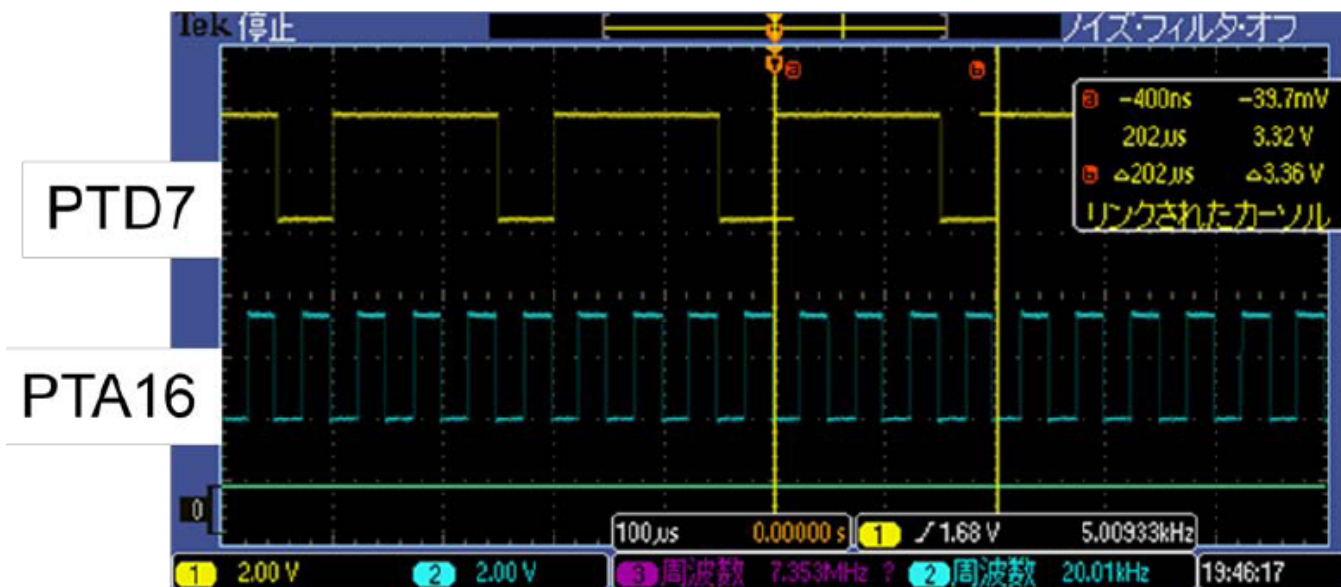 Tek 停止 ノイズ・フィルタ・オフ
a b
a -400ns -39.7mV
202μs 3.32 V
b △202μs △3.36 V
リンクされたカーソル
PTD7
PTA16
0
100μs 0.00000 s 1 1.68 V 5.00933kHz
1 2.00 V 2 2.00 V 3 周波数 7.353MHz ? 2 周波数 20.01kHz 19:46:17